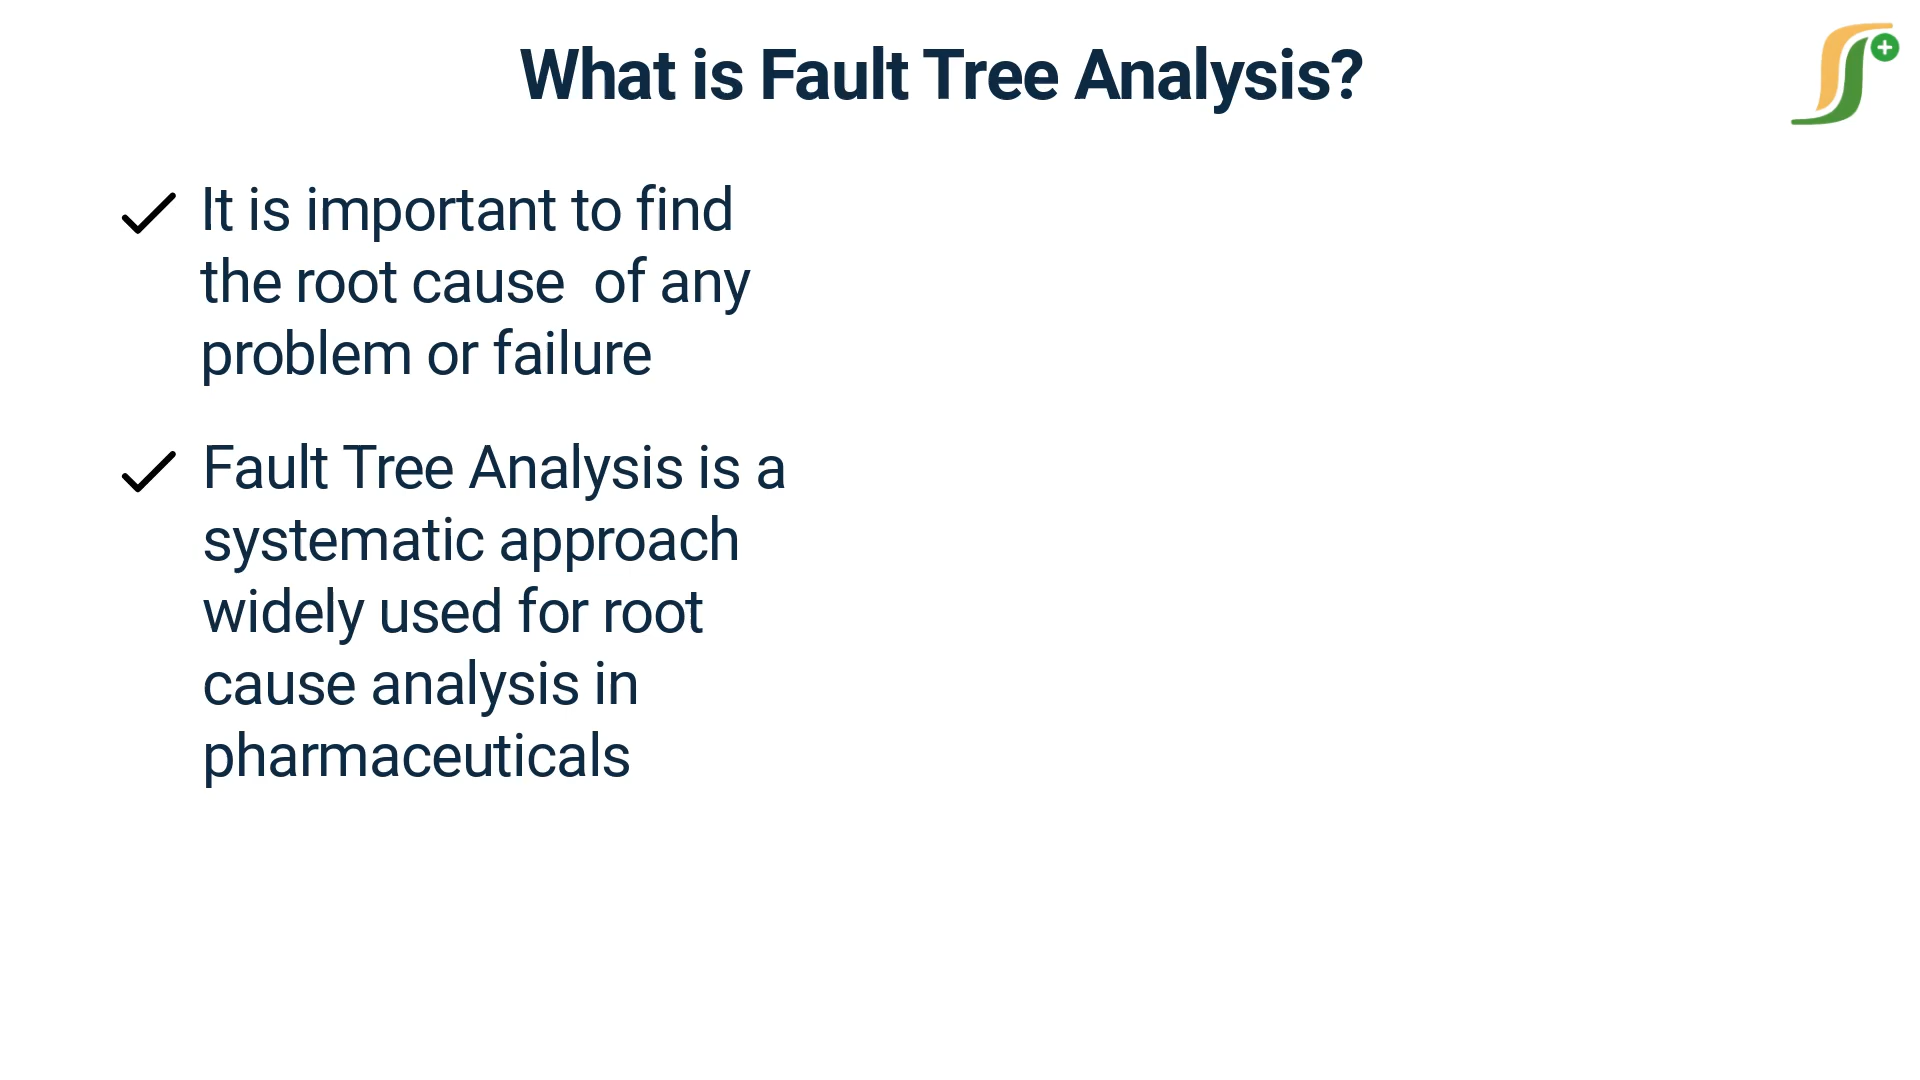 What is Fault Tree Analysis?
It is important to find
the root cause  of any
problem or failure
Fault Tree Analysis is a
systematic approach
widely used for root
cause analysis in
pharmaceuticals